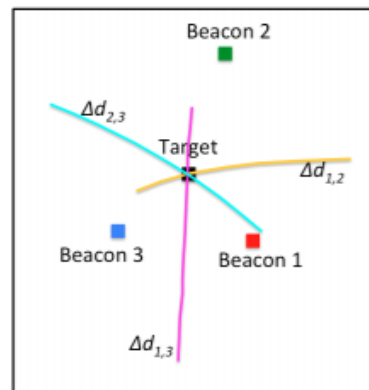 Beacon 2
Δd2,3
Target
Δd1,2
Beacon 3
Beacon 1
Δd1,3